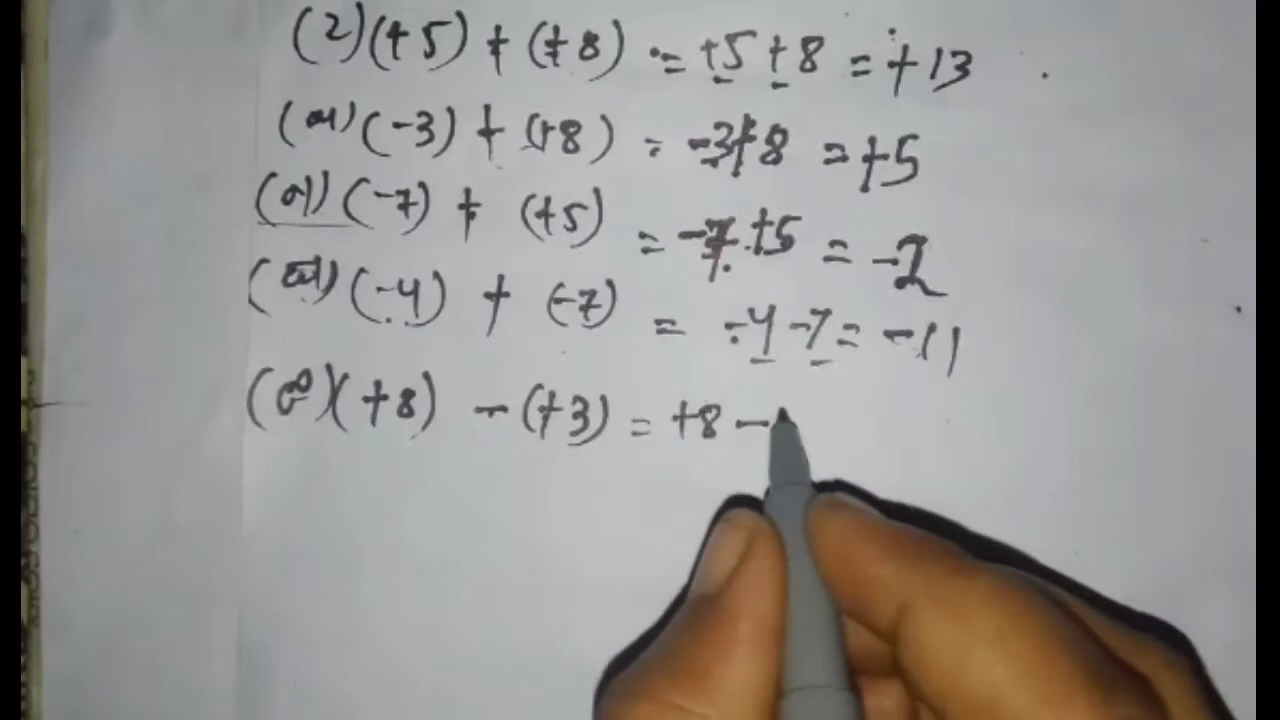 (2) (+5) + (+8) = +5 +8 = +13
(-3) + (+8) = -3+8 = +5
(-7) + (+5) = -7 +5 = -2
(-4) + (-7) = -4 -7 = -11
(+8) - (+3) = +8 -